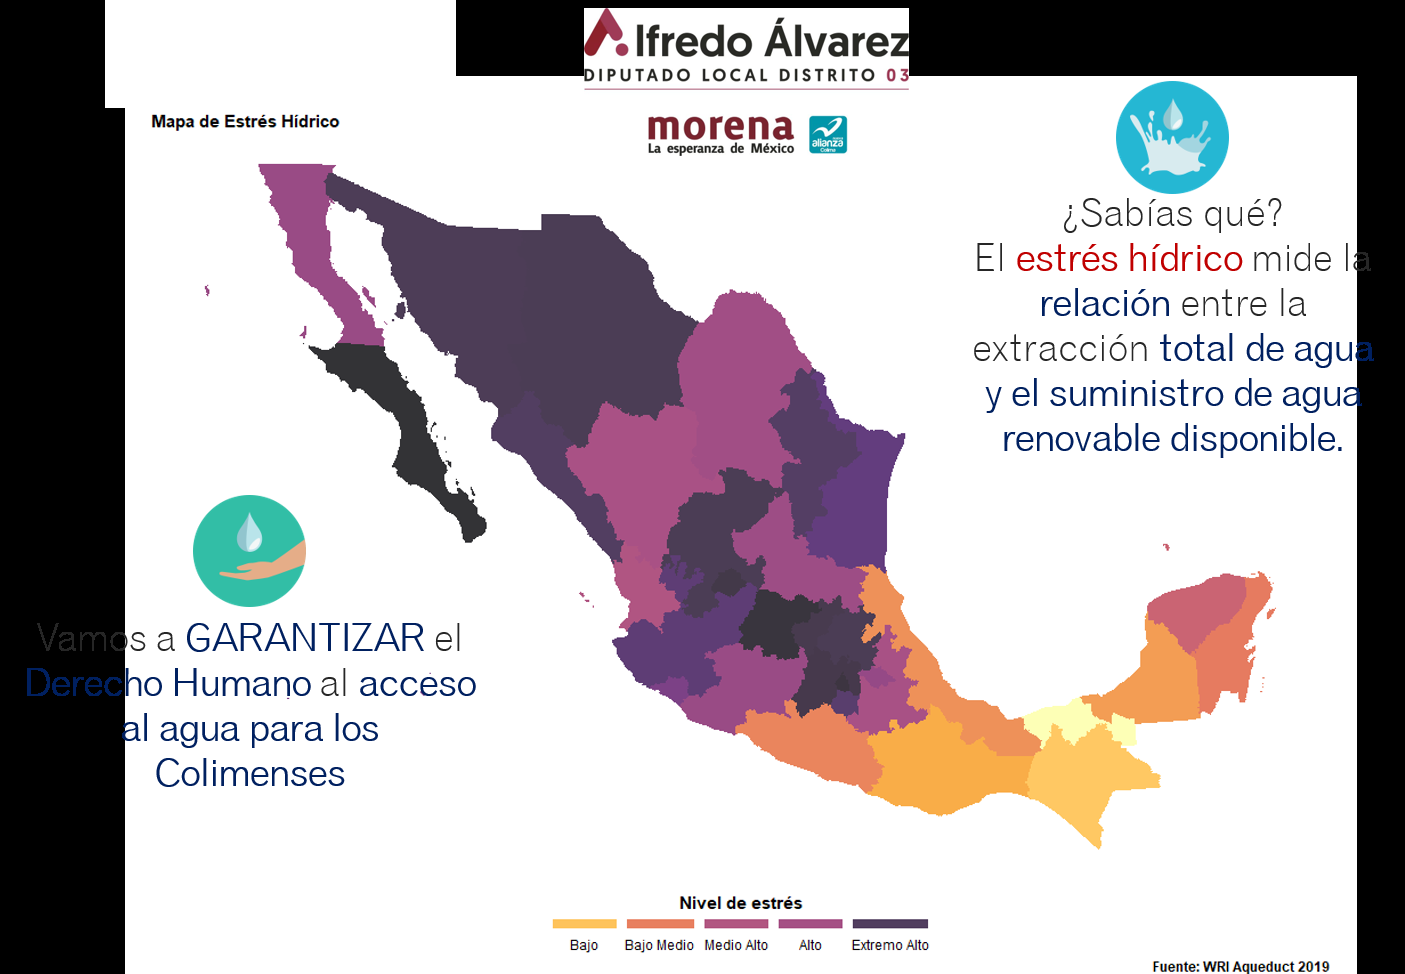 Alfredo Álvarez
DIPUTADO LOCAL DISTRITO 03
Mapa de Estrés Hídrico
morena
La esperanza de México
alianza
Colima
¿Sabías qué?
El estrés hídrico mide la
relación entre la
extracción total de agua
y el suministro de agua
renovable disponible.
Vamos a GARANTIZAR el
Derecho Humano al acceso
al agua para los
Colimenses
Nivel de estrés
Bajo
Bajo Medio
Medio Alto
Alto
Extremo Alto
Fuente: WRI Aqueduct 2019